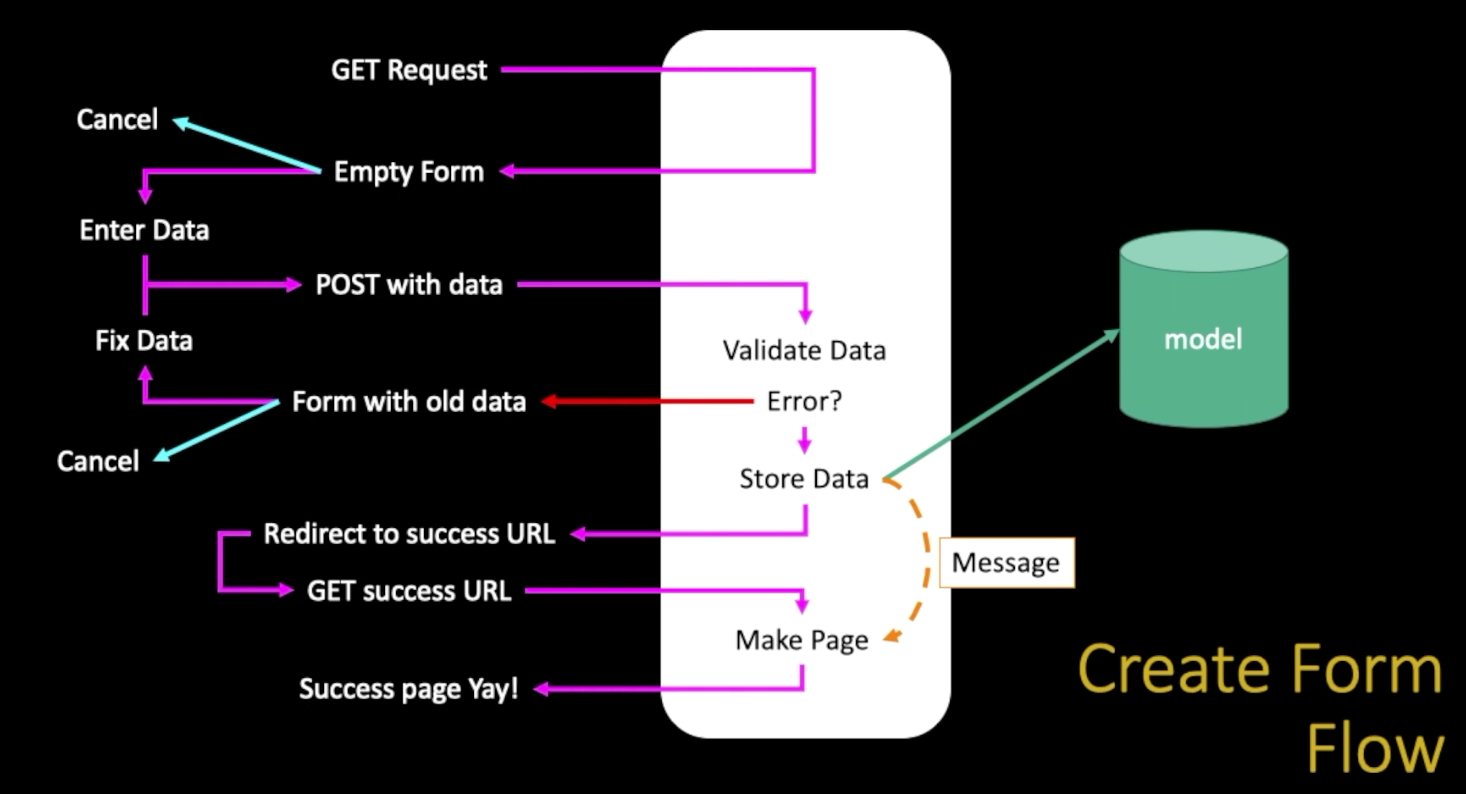 GET Request
Cancel
Empty Form
Enter Data
POST with data
Fix Data
Validate Data
model
Form with old data
Error?
Cancel
Store Data
Redirect to success URL
Message
GET success URL
Make Page
Success page Yay!
Create Form
Flow